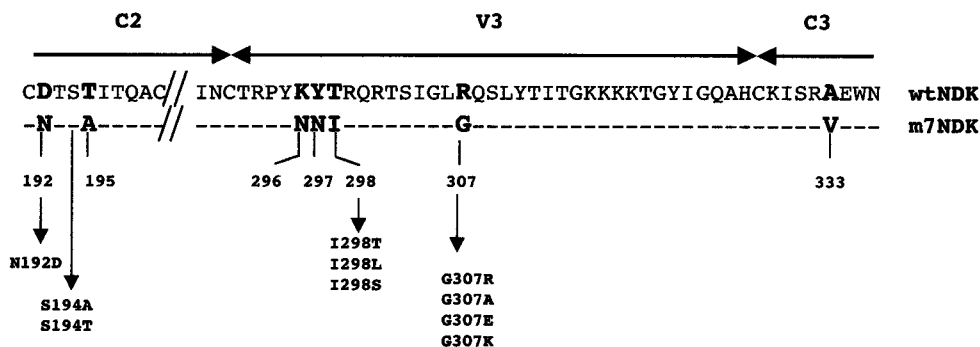 C2 V3 C3
CDTSTITQAC// INCTRPYKYTRQRTSIGLRQSLYTITGKKKKTGYIGQAHCKISRAEWN wtNDK
-N--A-----//---------NNI--------G-------------------------V--- m7NDK
192 195 296 297 298 307 333
N192D
I298T
I298L
I298S
S194A
S194T
G307R
G307A
G307E
G307K